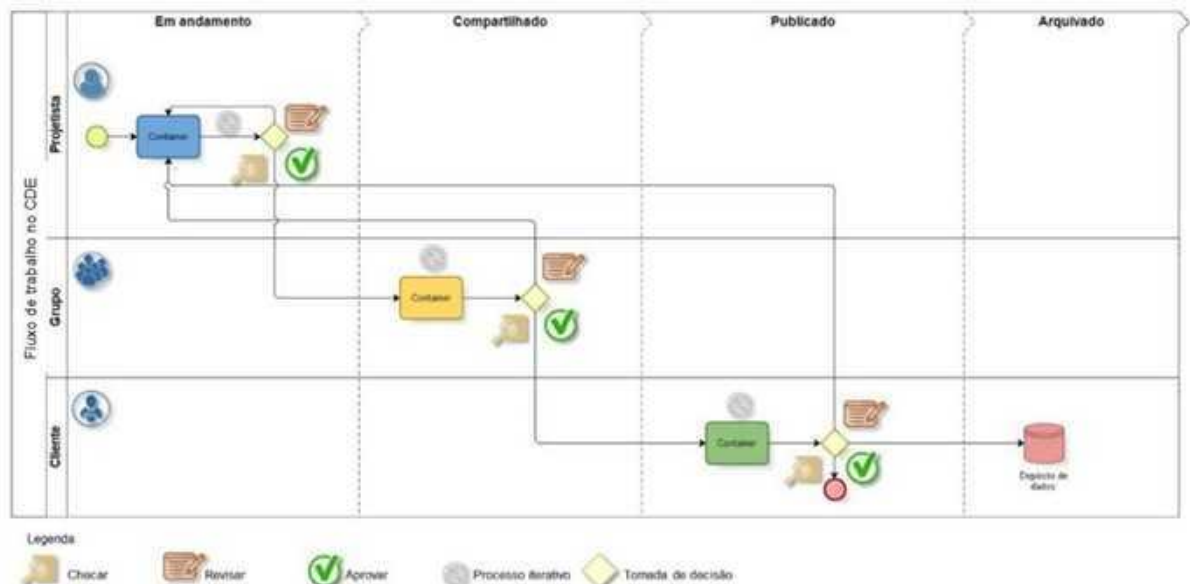 Em andamento
Compartilhado
Publicado
Arquivado
Fluxo de trabalho no CDE
Projetista
Container
Grupo
Container
Cliente
Container
Depósito de
dados
Legenda
Checar
Revisar
Aprovar
Processo iterativo
Tomada de decisão